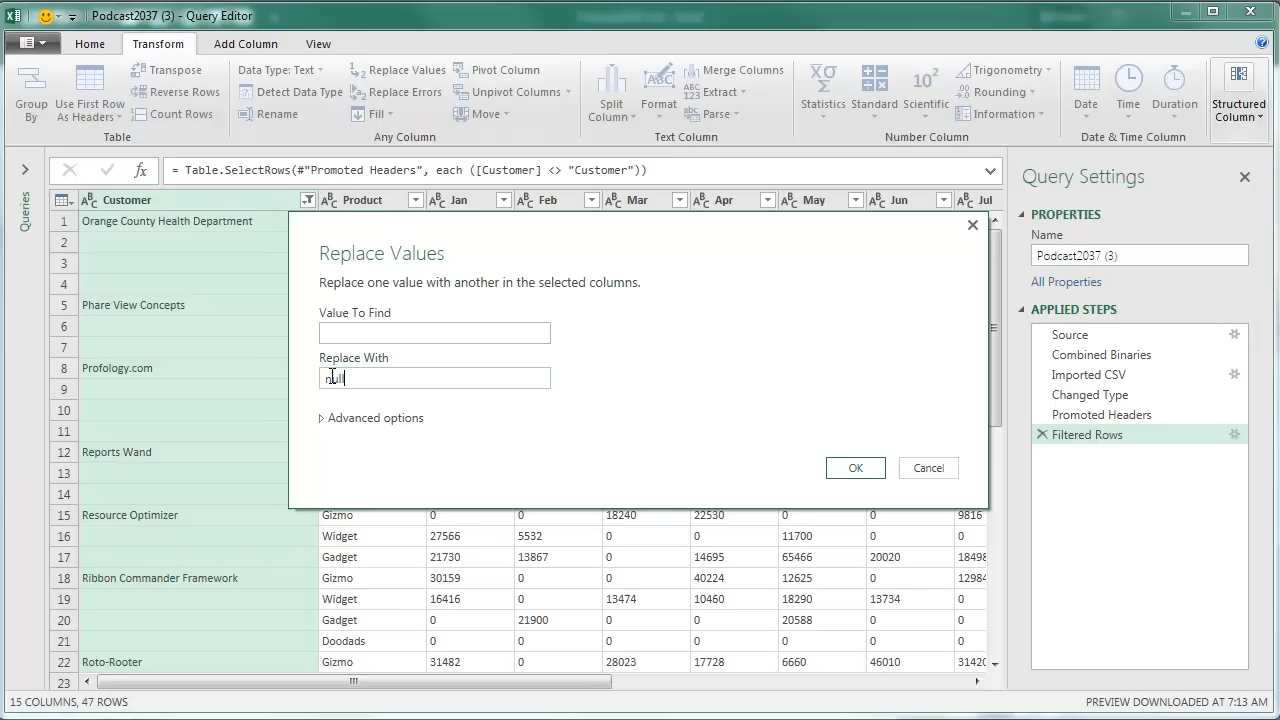 Podcast2037 (3) - Query Editor
Home Transform Add Column View
Group By
Use First Row As Headers
Transpose
Reverse Rows
Count Rows
Table
Data Type: Text
Detect Data Type
Rename
Replace Values
Replace Errors
Fill
Pivot Column
Unpivot Columns
Move
Any Column
Split Column
Format
Merge Columns
Extract
Parse
Text Column
Statistics
Standard
Scientific
Trigonometry
Rounding
Information
Number Column
Date
Time
Duration
Date & Time Column
Structured Column
= Table.SelectRows(#"Promoted Headers", each ([Customer] <> "Customer"))
Queries
Customer Product Jan Feb Mar Apr May Jun Jul
1 Orange County Health Department
2
3
4
5 Phare View Concepts
6
7
8 Profology.com
9
10
11
12 Reports Wand
13
14
15 Resource Optimizer Gizmo 0 0 18240 22530 0 0 9816
16 Widget 27566 5532 0 0 11700 0 0
17 Gadget 21730 13867 0 14695 65466 20020 18498
18 Ribbon Commander Framework Gizmo 30159 0 0 40224 12625 0 12984
19 Widget 16416 0 13474 10460 18290 13734 0
20 Gadget 0 21900 0 0 20588 0 0
21 Doodads 0 0 0 0 0 0 0
22 Roto-Rooter Gizmo 31482 0 28023 17728 6660 46010 31420
23
Replace Values
Replace one value with another in the selected columns.
Value To Find
Replace With
null
Advanced options
OK Cancel
Query Settings
PROPERTIES
Name
Podcast2037 (3)
All Properties
APPLIED STEPS
Source
Combined Binaries
Imported CSV
Changed Type
Promoted Headers
Filtered Rows
15 COLUMNS, 47 ROWS
PREVIEW DOWNLOADED AT 7:13 AM